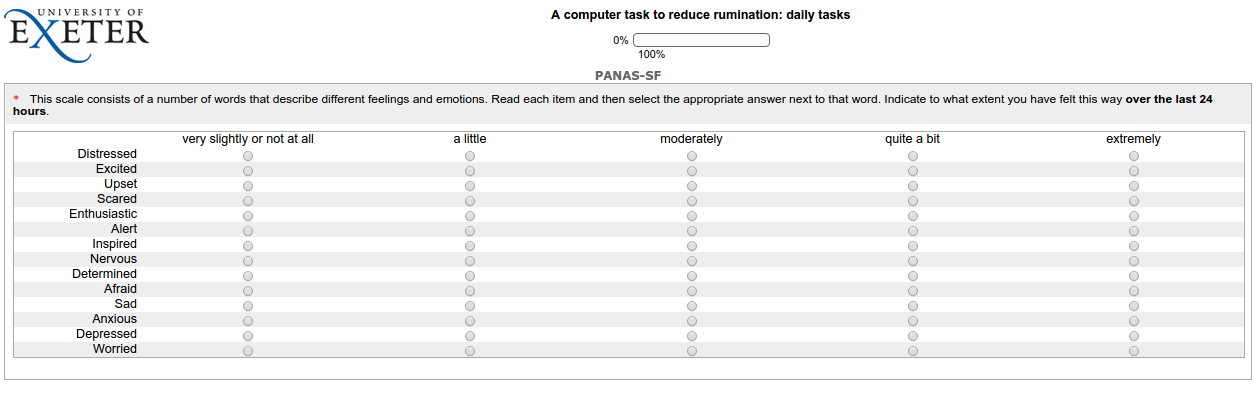 UNIVERSITY OF
EXETER
A computer task to reduce rumination: daily tasks
0%
100%
PANAS-SF
* This scale consists of a number of words that describe different feelings and emotions. Read each item and then select the appropriate answer next to that word. Indicate to what extent you have felt this way over the last 24
hours.
very slightly or not at all a little moderately quite a bit extremely
Distressed
Excited
Upset
Scared
Enthusiastic
Alert
Inspired
Nervous
Determined
Afraid
Sad
Anxious
Depressed
Worried